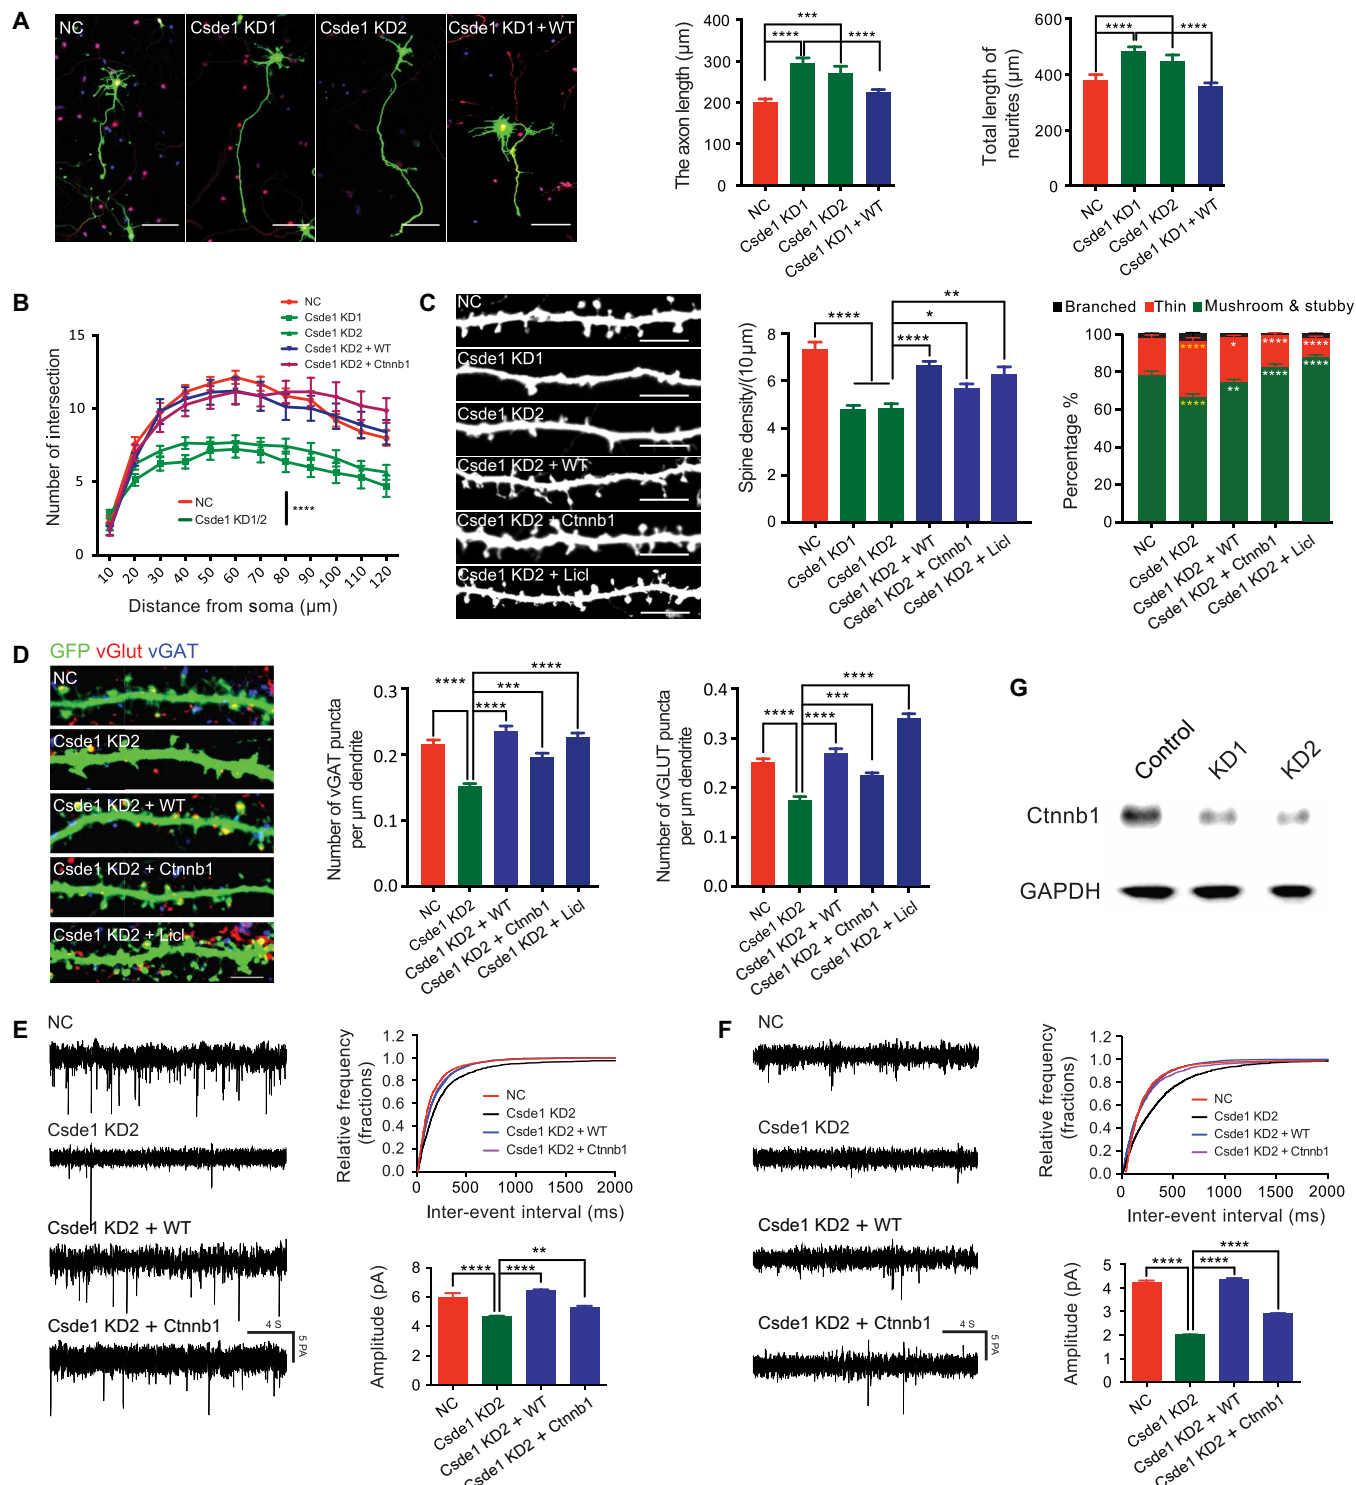 A
NC
Csde1 KD1
Csde1 KD2
Csde1 KD1+WT
The axon length (µm)
400
300
200
100
0
***
****
****
NC
Csde1 KD1
Csde1 KD2
Csde1 KD1+WT
Total length of
neurites (µm)
600
400
200
0
****
****
NC
Csde1 KD1
Csde1 KD2
Csde1 KD1+WT
B
NC
Csde1 KD1
Csde1 KD2
Csde1 KD2 + WT
Csde1 KD2 + Ctnnb1
Number of intersection
15
10
5
0
NC
Csde1 KD1/2
****
10 20 30 40 50 60 70 80 90 100 110 120
Distance from soma (µm)
C
NC
Csde1 KD1
Csde1 KD2
Csde1 KD2 + WT
Csde1 KD2 + Ctnnb1
Csde1 KD2 + Licl
Spine density/(10 µm)
8
6
4
2
0
****
**
*
****
NC
Csde1 KD1
Csde1 KD2
Csde1 KD2 + WT
Csde1 KD2 + Ctnnb1
Csde1 KD2 + Licl
Branched Thin Mushroom & stubby
Percentage %
100
80
60
40
20
0
**** * **** ****
**** ** **** ****
NC
Csde1 KD2
Csde1 KD2 + WT
Csde1 KD2 + Ctnnb1
Csde1 KD2 + Licl
D
GFP vGlut vGAT
NC
Csde1 KD2
Csde1 KD2 + WT
Csde1 KD2 + Ctnnb1
Csde1 KD2 + Licl
Number of vGAT puncta
per µm dendrite
0.3
0.2
0.1
0.0
****
****
***
****
NC
Csde1 KD2
Csde1 KD2 + WT
Csde1 KD2 + Ctnnb1
Csde1 KD2 + Licl
Number of vGLUT puncta
per µm dendrite
0.4
0.3
0.2
0.1
0.0
****
***
****
****
NC
Csde1 KD2
Csde1 KD2 + WT
Csde1 KD2 + Ctnnb1
Csde1 KD2 + Licl
G
Control KD1 KD2
Ctnnb1
GAPDH
E
NC
Csde1 KD2
Csde1 KD2 + WT
Csde1 KD2 + Ctnnb1
4 S
5 PA
Relative frequency
(fractions)
1.2
1.0
0.8
0.6
0.4
0.2
0.0
NC
Csde1 KD2
Csde1 KD2 + WT
Csde1 KD2 + Ctnnb1
0 500 1000 1500 2000
Inter-event interval (ms)
Amplitude (pA)
8
6
4
2
0
**
**** ****
NC
Csde1 KD2
Csde1 KD2 + WT
Csde1 KD2 + Ctnnb1
F
NC
Csde1 KD2
Csde1 KD2 + WT
Csde1 KD2 + Ctnnb1
4 S
5 PA
Relative frequency
(fractions)
1.2
1.0
0.8
0.6
0.4
0.2
0.0
NC
Csde1 KD2
Csde1 KD2 + WT
Csde1 KD2 + Ctnnb1
0 500 1000 1500 2000
Inter-event interval (ms)
Amplitude (pA)
5
4
3
2
1
0
****
**** ****
NC
Csde1 KD2
Csde1 KD2 + WT
Csde1 KD2 + Ctnnb1